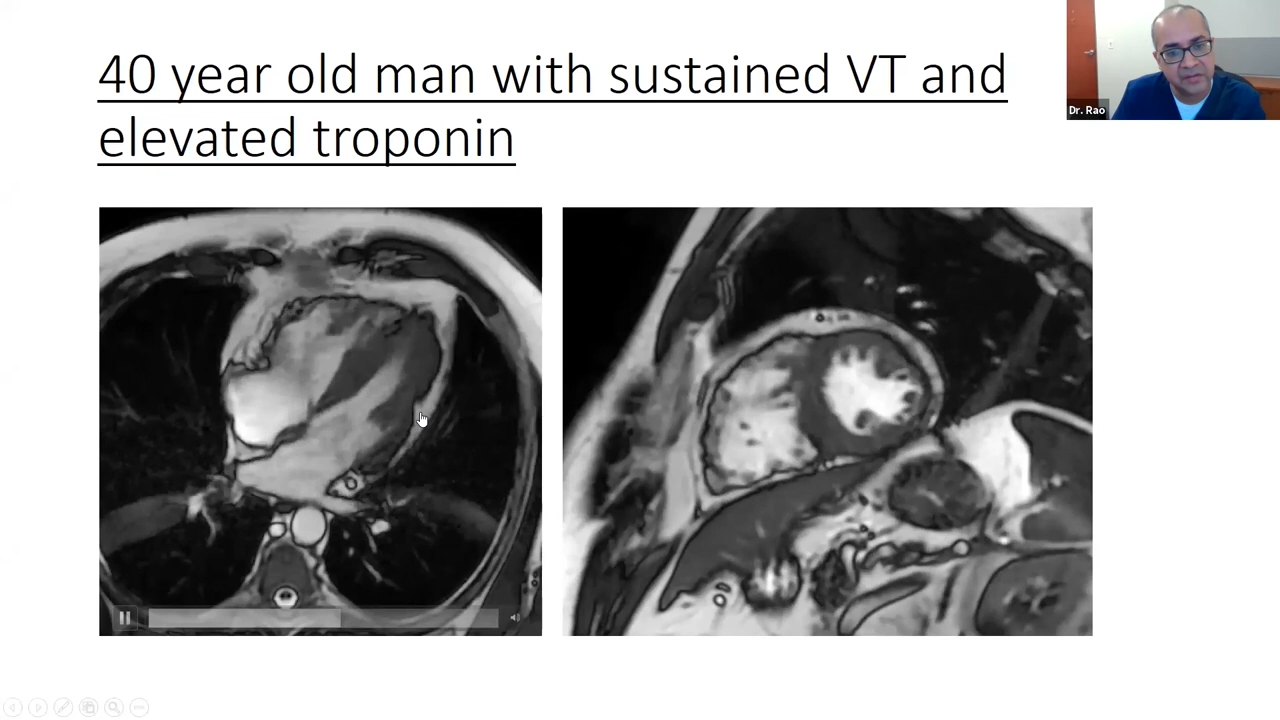 40 year old man with sustained VT and
elevated troponin
Dr. Rao